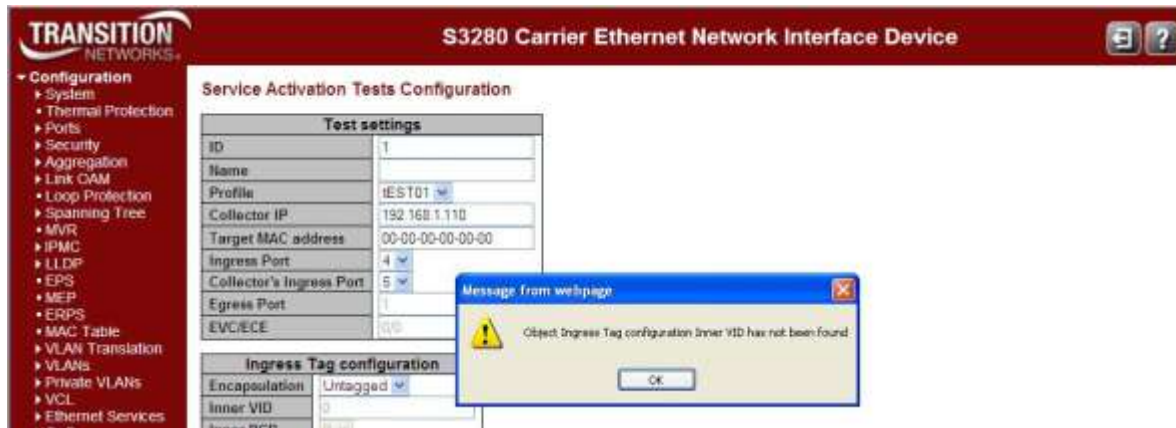 TRANSITION
NETWORKS
S3280 Carrier Ethernet Network Interface Device
?
Configuration
System
Thermal Protection
Ports
Security
Aggregation
Link OAM
Loop Protection
Spanning Tree
MVR
IPMC
LLDP
EPS
MEP
ERPS
MAC Table
VLAN Translation
VLANs
Private VLANs
VCL
Ethernet Services
Service Activation Tests Configuration
Test settings
ID 1
Name
Profile tEST01
Collector IP 192.168.1.110
Target MAC address 00-00-00-00-00-00
Ingress Port 4
Collector's Ingress Port 5
Egress Port 1
EVC/ECE 0/0
Ingress Tag configuration
Encapsulation Untagged
Inner VID 0
Message from webpage
Object Ingress Tag configuration Inner VID has not been found
OK